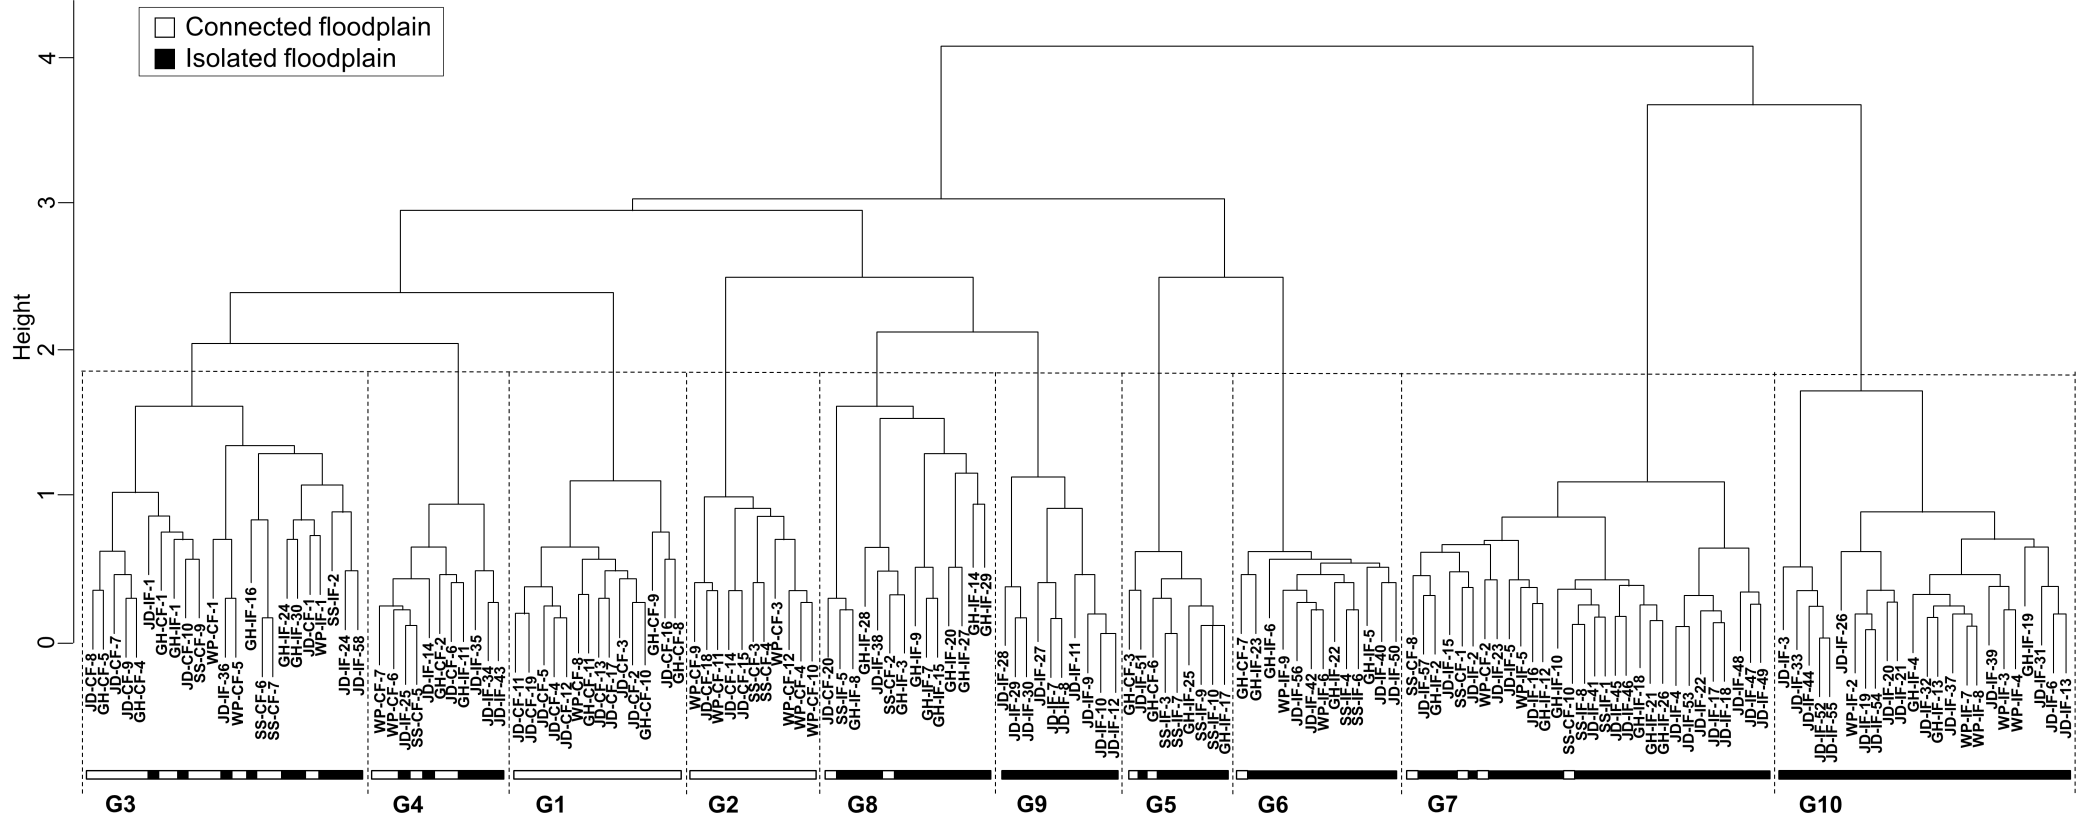 Connected floodplain
Isolated floodplain
Height
4
3
2
1
0
JD-CF-8
GH-CF-5
JD-CF-7
JD-CF-9
GH-CF-4
JD-IF-1
GH-CF-1
GH-IF-1
JD-CF-10
SS-CF-9
WP-CF-1
JD-IF-36
WP-CF-5
GH-IF-16
SS-CF-6
SS-CF-7
GH-IF-24
GH-IF-30
JD-CF-1
WP-IF-1
SS-IF-2
JD-IF-24
JD-IF-58
WP-CF-7
WP-CF-6
JD-IF-25
SS-CF-5
JD-IF-14
GH-CF-2
JD-CF-6
GH-IF-11
JD-IF-35
JD-IF-34
JD-IF-43
JD-CF-11
JD-CF-19
JD-CF-5
JD-CF-4
JD-CF-12
WP-CF-8
GH-CF-11
JD-CF-13
JD-CF-17
JD-CF-3
JD-CF-2
GH-CF-10
GH-CF-9
JD-CF-16
GH-CF-8
WP-CF-9
JD-CF-18
WP-CF-11
JD-CF-14
JD-CF-15
SS-CF-3
SS-CF-4
WP-CF-3
WP-CF-12
WP-CF-4
WP-CF-10
JD-CF-20
SS-IF-5
GH-IF-8
GH-IF-28
JD-IF-38
SS-CF-2
GH-IF-3
GH-IF-9
GH-IF-7
GH-IF-15
GH-IF-20
GH-IF-27
GH-IF-14
GH-IF-29
JD-IF-28
JD-IF-29
JD-IF-30
JD-IF-27
JD-IF-7
JD-IF-8
JD-IF-11
JD-IF-9
JD-IF-10
JD-IF-12
GH-CF-3
JD-IF-51
GH-CF-6
SS-IF-3
SS-IF-7
GH-IF-25
SS-IF-9
SS-IF-10
GH-IF-17
GH-CF-7
GH-IF-23
GH-IF-6
WP-IF-9
JD-IF-56
JD-IF-42
WP-IF-6
GH-IF-22
SS-IF-4
SS-IF-6
GH-IF-5
JD-IF-40
JD-IF-50
SS-CF-8
JD-IF-57
GH-IF-2
JD-IF-15
SS-CF-1
JD-IF-2
WP-CF-2
JD-IF-23
JD-IF-5
WP-IF-5
JD-IF-16
GH-IF-12
GH-IF-10
SS-CF-10
SS-IF-8
JD-IF-41
SS-IF-1
JD-IF-45
JD-IF-46
GH-IF-18
GH-IF-21
GH-IF-26
JD-IF-4
JD-IF-53
JD-IF-22
JD-IF-17
JD-IF-18
JD-IF-48
JD-IF-47
JD-IF-49
JD-IF-3
JD-IF-33
JD-IF-44
JD-IF-52
JD-IF-55
JD-IF-26
WP-IF-2
JD-IF-19
JD-IF-54
JD-IF-20
JD-IF-21
GH-IF-4
JD-IF-32
GH-IF-13
JD-IF-37
WP-IF-7
WP-IF-8
JD-IF-39
WP-IF-3
WP-IF-4
GH-IF-19
JD-IF-31
JD-IF-6
JD-IF-13
G3
G4
G1
G2
G8
G9
G5
G6
G7
G10